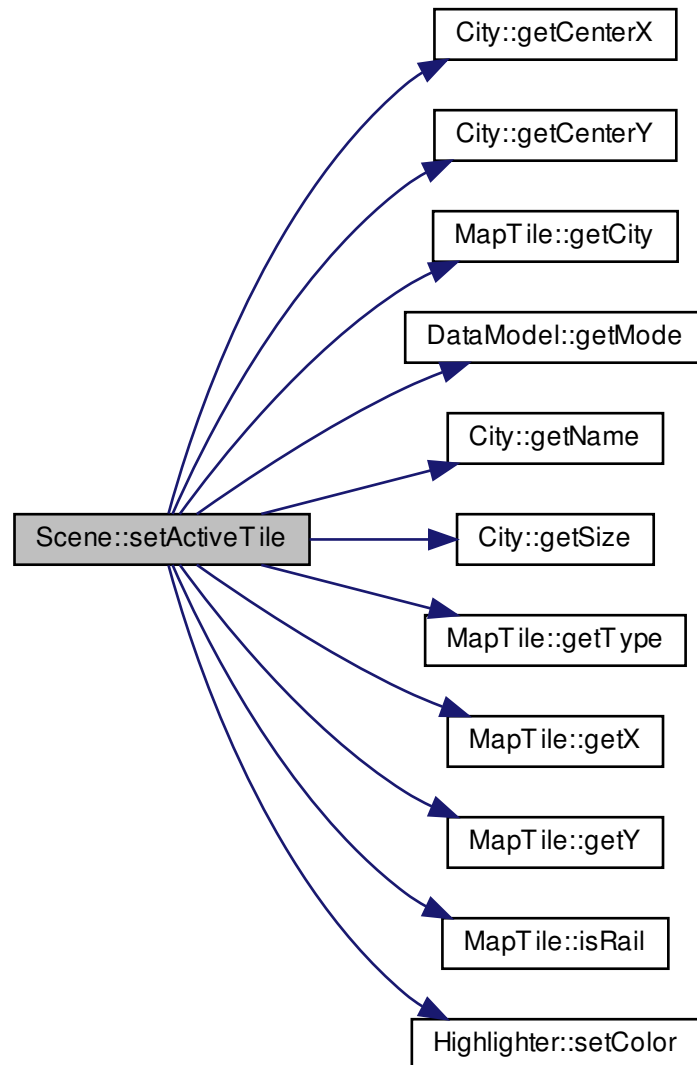 City::getCenterX
City::getCenterY
MapTile::getCity
DataModel::getMode
City::getName
Scene::setActiveTile
City::getSize
MapTile::getType
MapTile::getX
MapTile::getY
MapTile::isRail
Highlighter::setColor